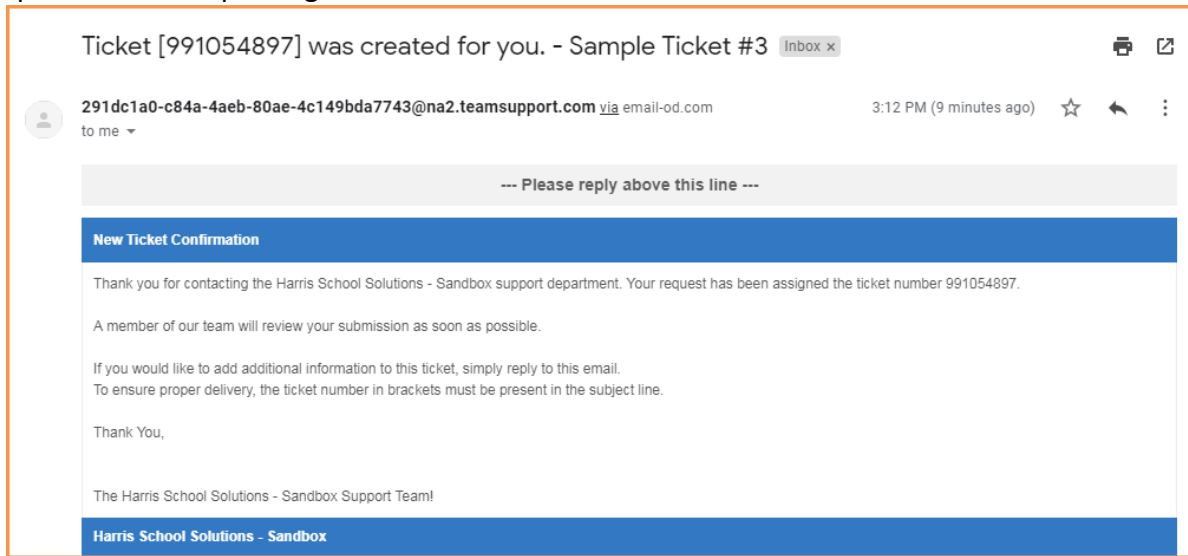 Ticket [991054897] was created for you. - Sample Ticket #3 Inbox x
291dc1a0-c84a-4aeb-80ae-4c149bda7743@na2.teamsupport.com via email-od.com 3:12 PM (9 minutes ago)
to me
--- Please reply above this line ---
New Ticket Confirmation
Thank you for contacting the Harris School Solutions - Sandbox support department. Your request has been assigned the ticket number 991054897.
A member of our team will review your submission as soon as possible.
If you would like to add additional information to this ticket, simply reply to this email.
To ensure proper delivery, the ticket number in brackets must be present in the subject line.
Thank You,
The Harris School Solutions - Sandbox Support Team!
Harris School Solutions - Sandbox